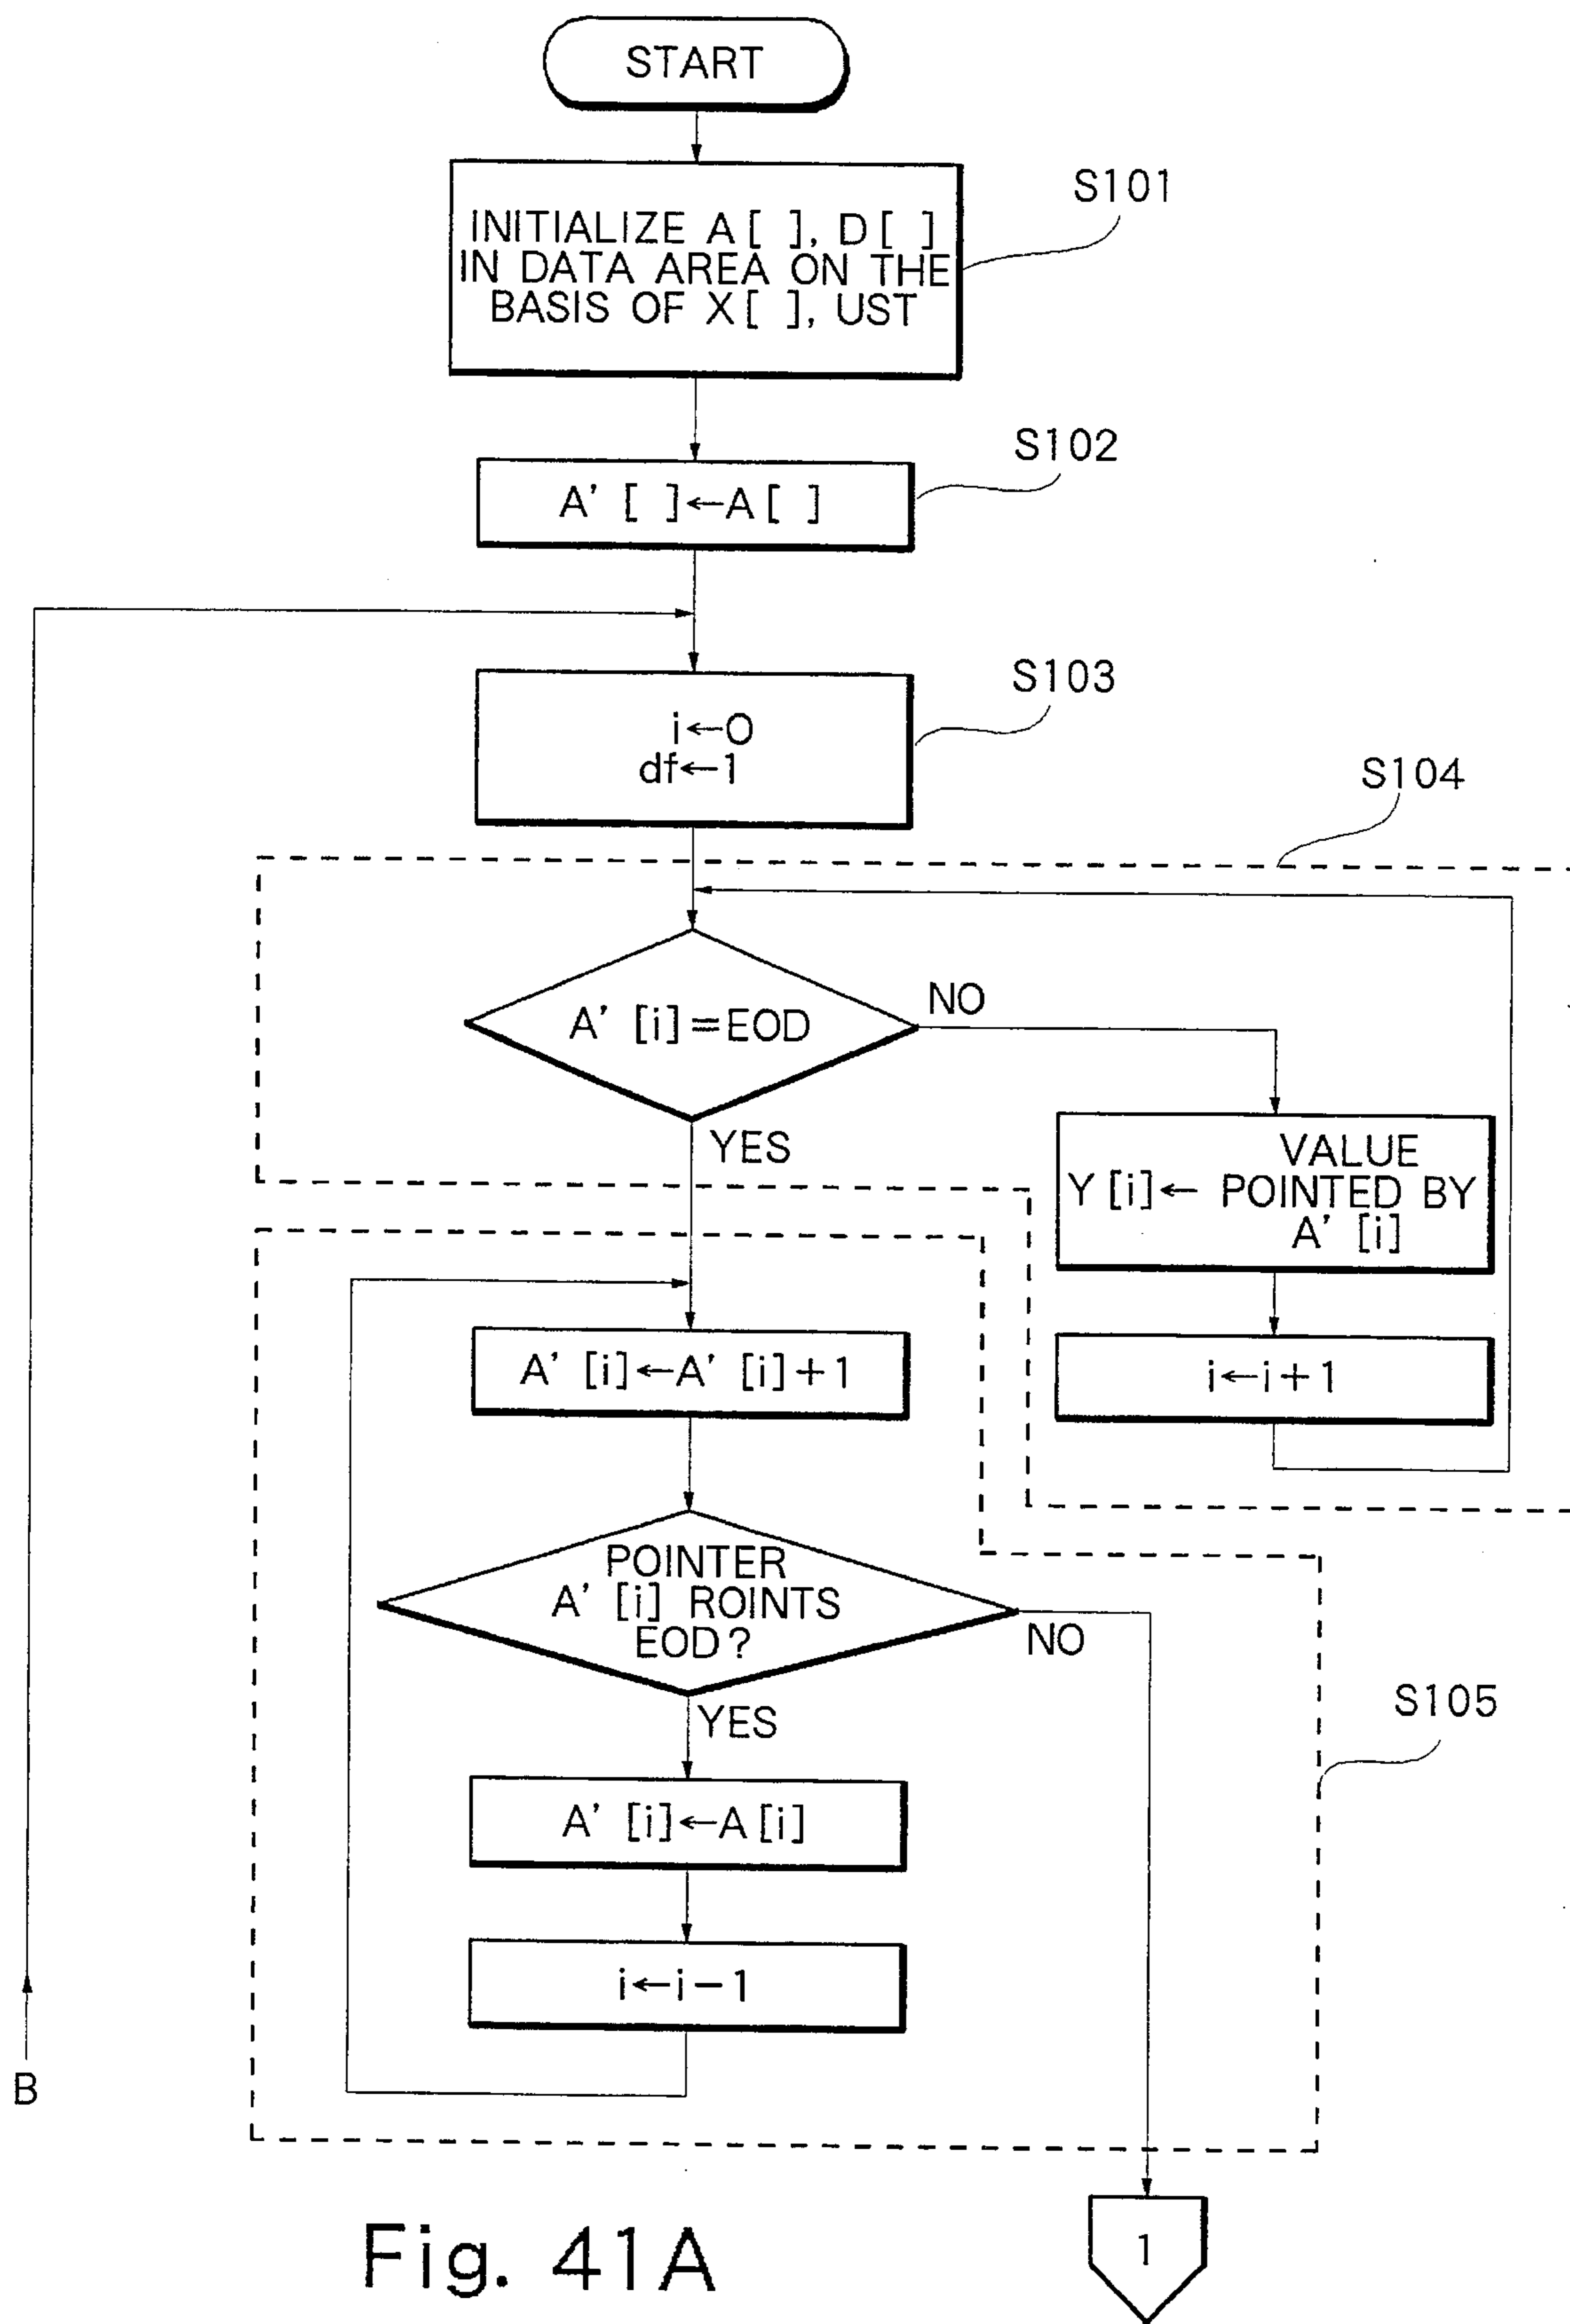 START
S101
INITIALIZE A[ ], D[ ]
IN DATA AREA ON THE
BASIS OF X[ ], UST
S102
A' [ ]←A[ ]
S103
i←0
df←1
S104
A' [i]=EOD
NO
YES
VALUE
Y[i]← POINTED BY
A' [i]
A' [i]←A' [i]+1
i←i+1
POINTER
A' [i] ROINTS
EOD?
NO
YES
S105
A' [i]←A[i]
i←i−1
B
1
Fig. 41A